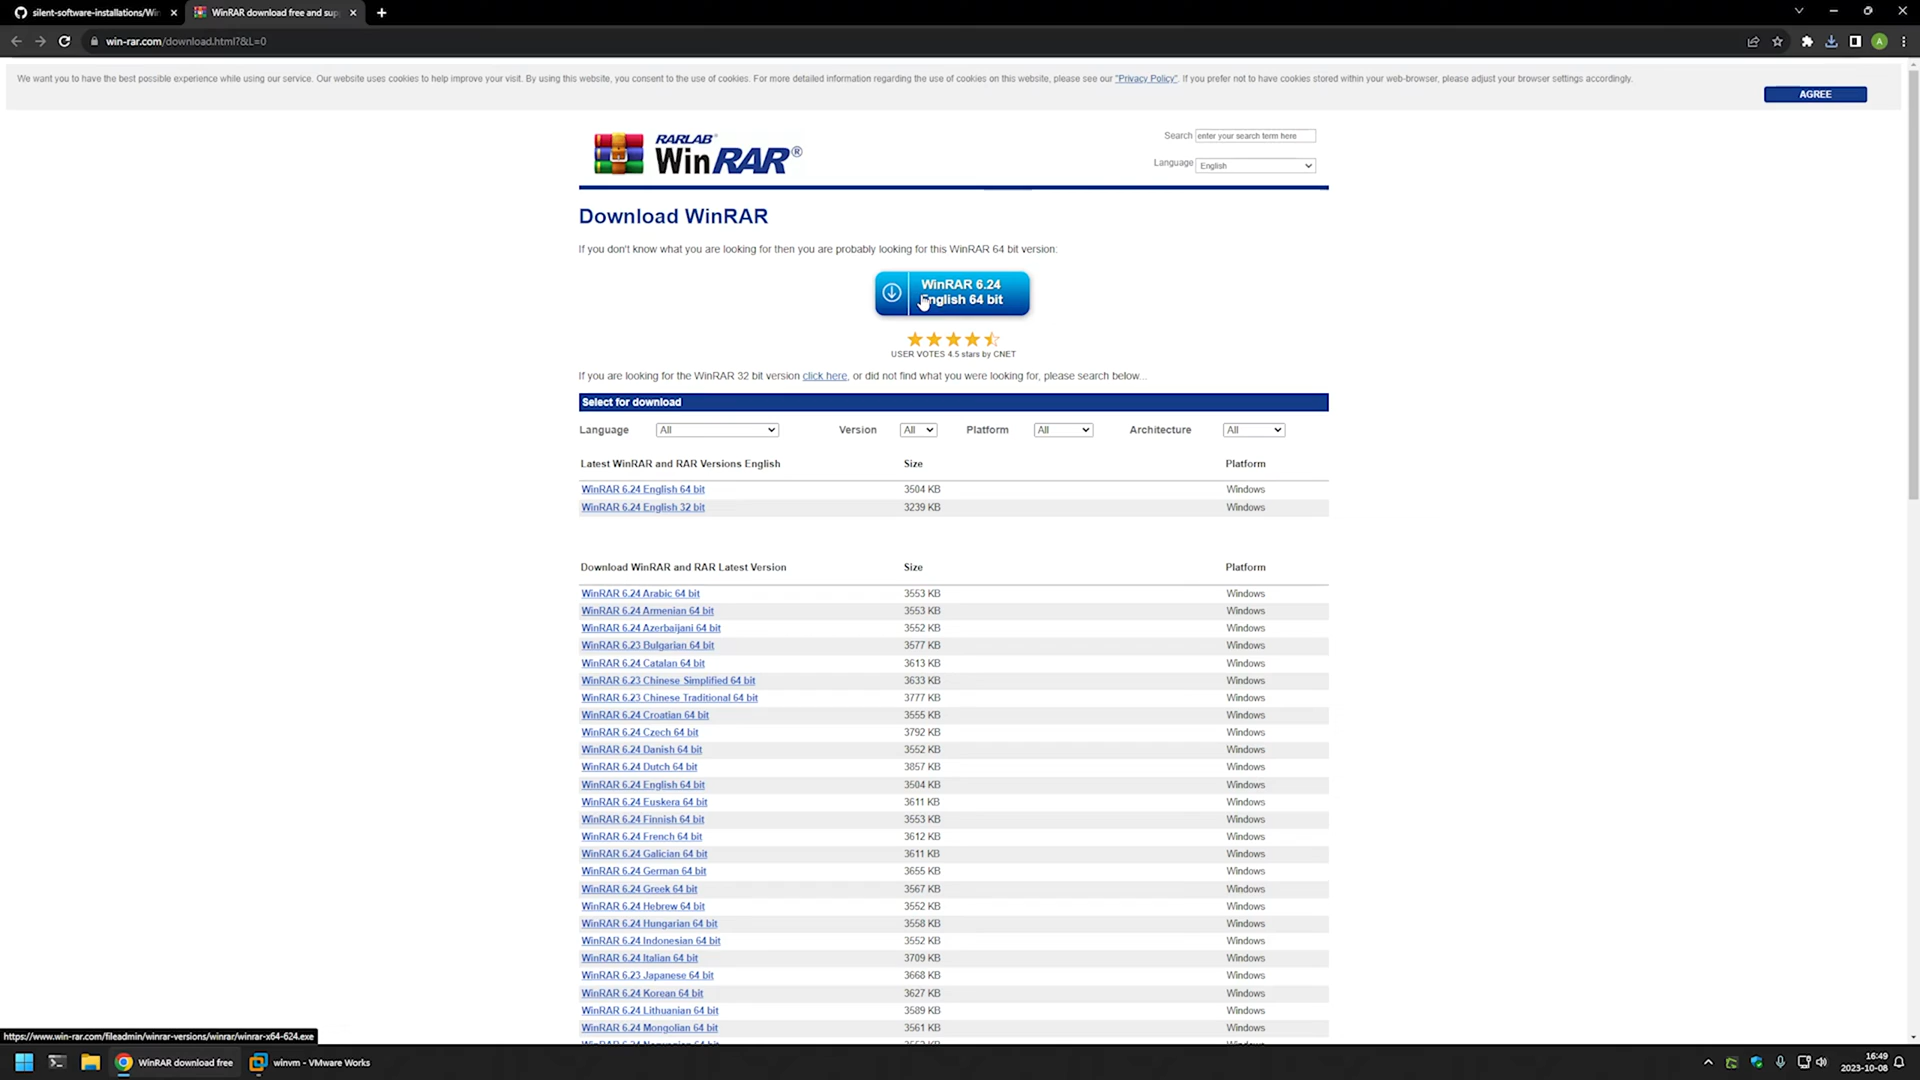 silent-software-installations/Win
WinRAR download free and sup
win-rar.com/download.html?&L=0
We want you to have the best possible experience while using our service. Our website uses cookies to help improve your visit. By using this website, you consent to the use of cookies. For more detailed information regarding the use of cookies on this website, please see our "Privacy Policy". If you prefer not to have cookies stored within your web-browser, please adjust your browser settings accordingly.
AGREE
RARLAB®
WinRAR®
Search enter your search term here
Language English
Download WinRAR
If you don't know what you are looking for then you are probably looking for this WinRAR 64 bit version:
WinRAR 6.24
English 64 bit
USER VOTES 4.5 stars by CNET
If you are looking for the WinRAR 32 bit version click here, or did not find what you were looking for, please search below...
Select for download
Language All Version All Platform All Architecture All
Latest WinRAR and RAR Versions English Size Platform
WinRAR 6.24 English 64 bit 3504 KB Windows
WinRAR 6.24 English 32 bit 3239 KB Windows
Download WinRAR and RAR Latest Version Size Platform
WinRAR 6.24 Arabic 64 bit 3553 KB Windows
WinRAR 6.24 Armenian 64 bit 3553 KB Windows
WinRAR 6.24 Azerbaijani 64 bit 3552 KB Windows
WinRAR 6.23 Bulgarian 64 bit 3577 KB Windows
WinRAR 6.24 Catalan 64 bit 3613 KB Windows
WinRAR 6.23 Chinese Simplified 64 bit 3633 KB Windows
WinRAR 6.23 Chinese Traditional 64 bit 3777 KB Windows
WinRAR 6.24 Croatian 64 bit 3555 KB Windows
WinRAR 6.24 Czech 64 bit 3792 KB Windows
WinRAR 6.24 Danish 64 bit 3552 KB Windows
WinRAR 6.24 Dutch 64 bit 3857 KB Windows
WinRAR 6.24 English 64 bit 3504 KB Windows
WinRAR 6.24 Euskera 64 bit 3611 KB Windows
WinRAR 6.24 Finnish 64 bit 3553 KB Windows
WinRAR 6.24 French 64 bit 3612 KB Windows
WinRAR 6.24 Galician 64 bit 3611 KB Windows
WinRAR 6.24 German 64 bit 3655 KB Windows
WinRAR 6.24 Greek 64 bit 3567 KB Windows
WinRAR 6.24 Hebrew 64 bit 3552 KB Windows
WinRAR 6.24 Hungarian 64 bit 3558 KB Windows
WinRAR 6.24 Indonesian 64 bit 3552 KB Windows
WinRAR 6.24 Italian 64 bit 3709 KB Windows
WinRAR 6.23 Japanese 64 bit 3668 KB Windows
WinRAR 6.24 Korean 64 bit 3627 KB Windows
WinRAR 6.24 Lithuanian 64 bit 3589 KB Windows
WinRAR 6.24 Mongolian 64 bit 3561 KB Windows
https://www.win-rar.com/fileadmin/winrar-versions/winrar/winrar-x64-624.exe
WinRAR download free
winvm - VMware Works
16:49
2023-10-08